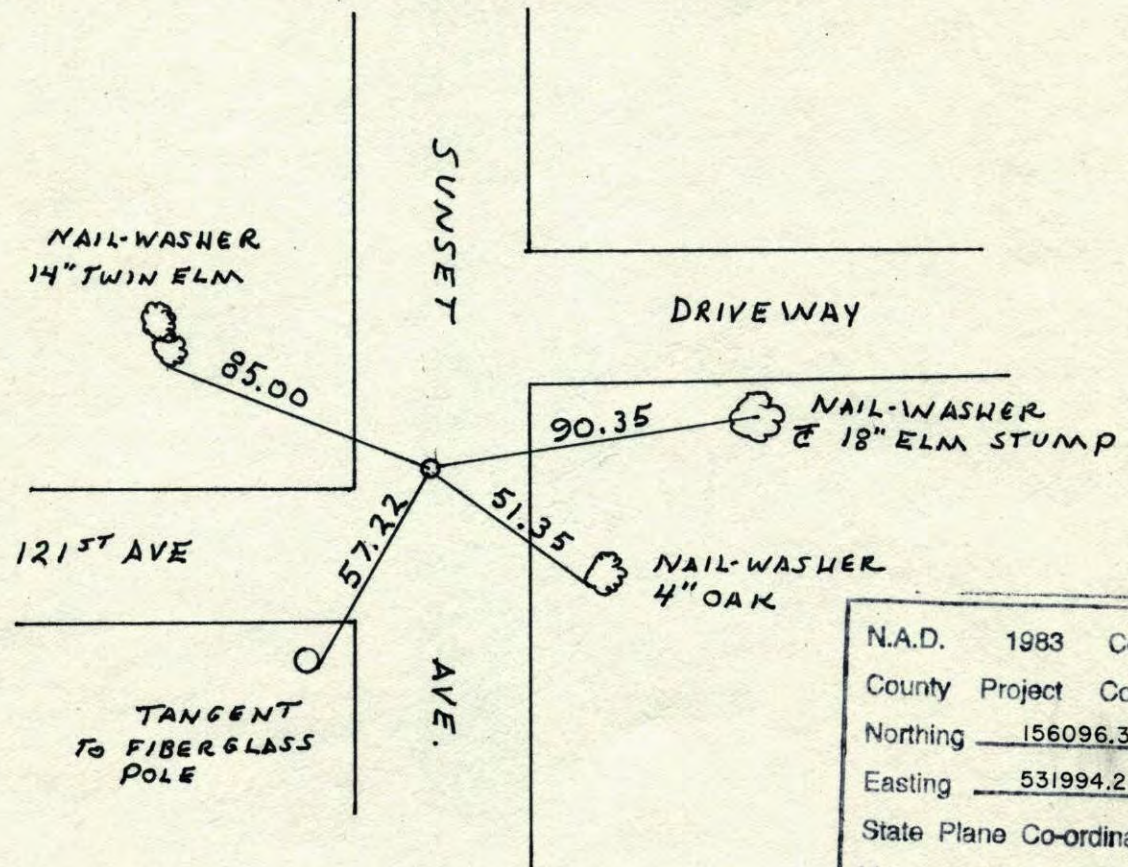 SUNSET
NAIL-WASHER
14" TWIN ELM
DRIVEWAY
85.00
90.35
NAIL-WASHER
℄ 18" ELM STUMP
121ST AVE
57.22
51.35
NAIL-WASHER
4" OAK
AVE.
TANGENT
TO FIBERGLASS
POLE
N.A.D. 1983
County Project
Northing 156096.3
Easting 531994.2
State Plane Co-ordina